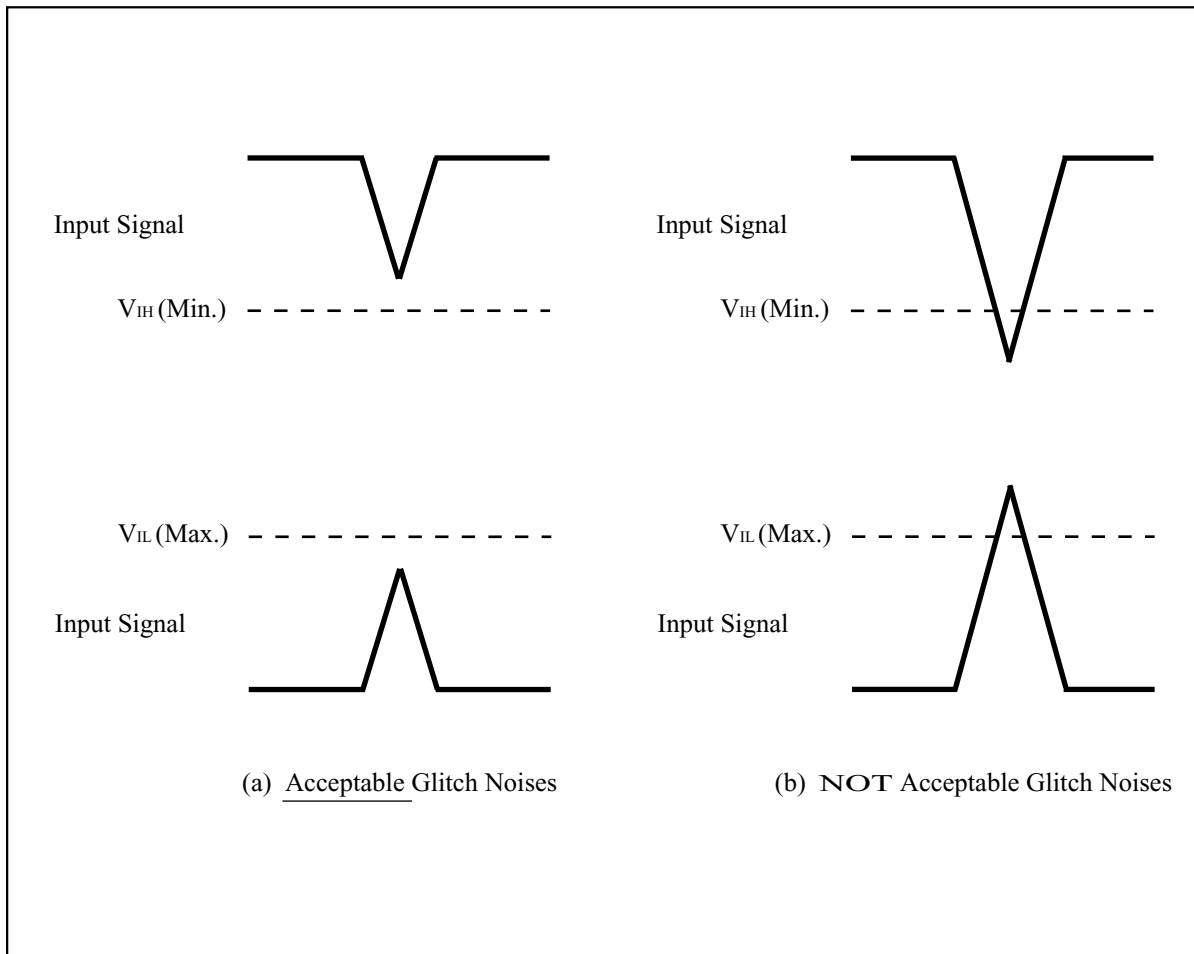 Input Signal
VIH (Min.)
VIL (Max.)
Input Signal
(a) Acceptable Glitch Noises
Input Signal
VIH (Min.)
VIL (Max.)
Input Signal
(b) NOT Acceptable Glitch Noises